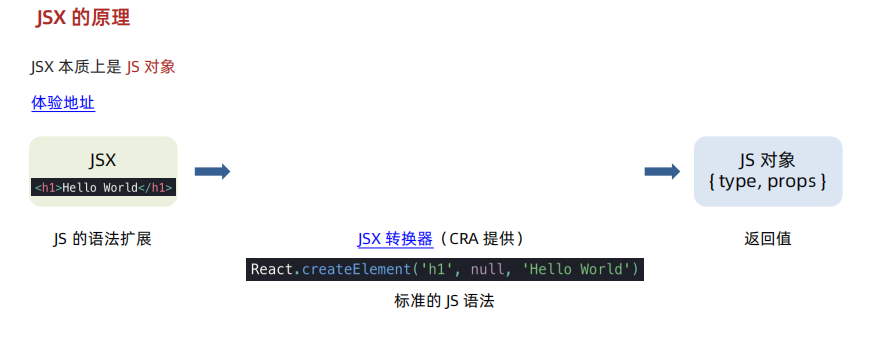 JSX 的原理
JSX 本质上是 JS 对象
体验地址
JSX
<h1>Hello World</h1>
JS 的语法扩展
JSX 转换器（CRA 提供）
React.createElement('h1', null, 'Hello World')
标准的 JS 语法
JS 对象
{ type, props }
返回值